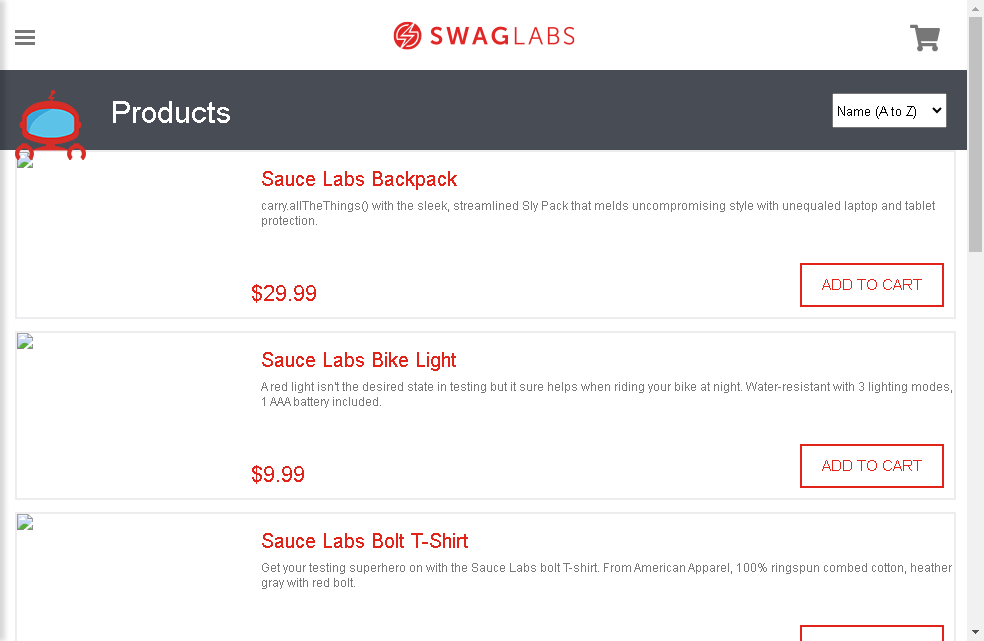 SWAGLABS
Products
Name (A to Z)
Sauce Labs Backpack
carry.allTheThings() with the sleek, streamlined Sly Pack that melds uncompromising style with unequaled laptop and tablet
protection.
$29.99
ADD TO CART
Sauce Labs Bike Light
A red light isn't the desired state in testing but it sure helps when riding your bike at night. Water-resistant with 3 lighting modes,
1 AAA battery included.
$9.99
ADD TO CART
Sauce Labs Bolt T-Shirt
Get your testing superhero on with the Sauce Labs bolt T-shirt. From American Apparel, 100% ringspun combed cotton, heather
gray with red bolt.